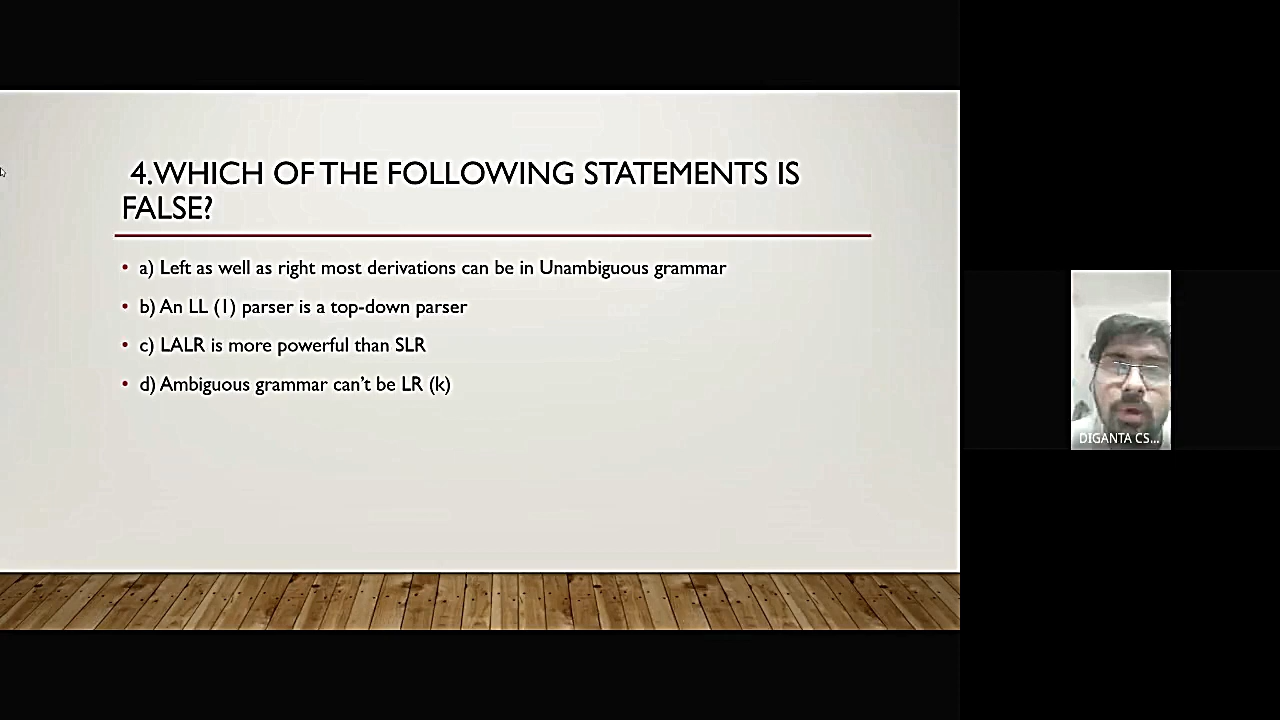 4.WHICH OF THE FOLLOWING STATEMENTS IS
FALSE?
• a) Left as well as right most derivations can be in Unambiguous grammar
• b) An LL (1) parser is a top-down parser
• c) LALR is more powerful than SLR
• d) Ambiguous grammar can't be LR (k)
DIGANTA CS...